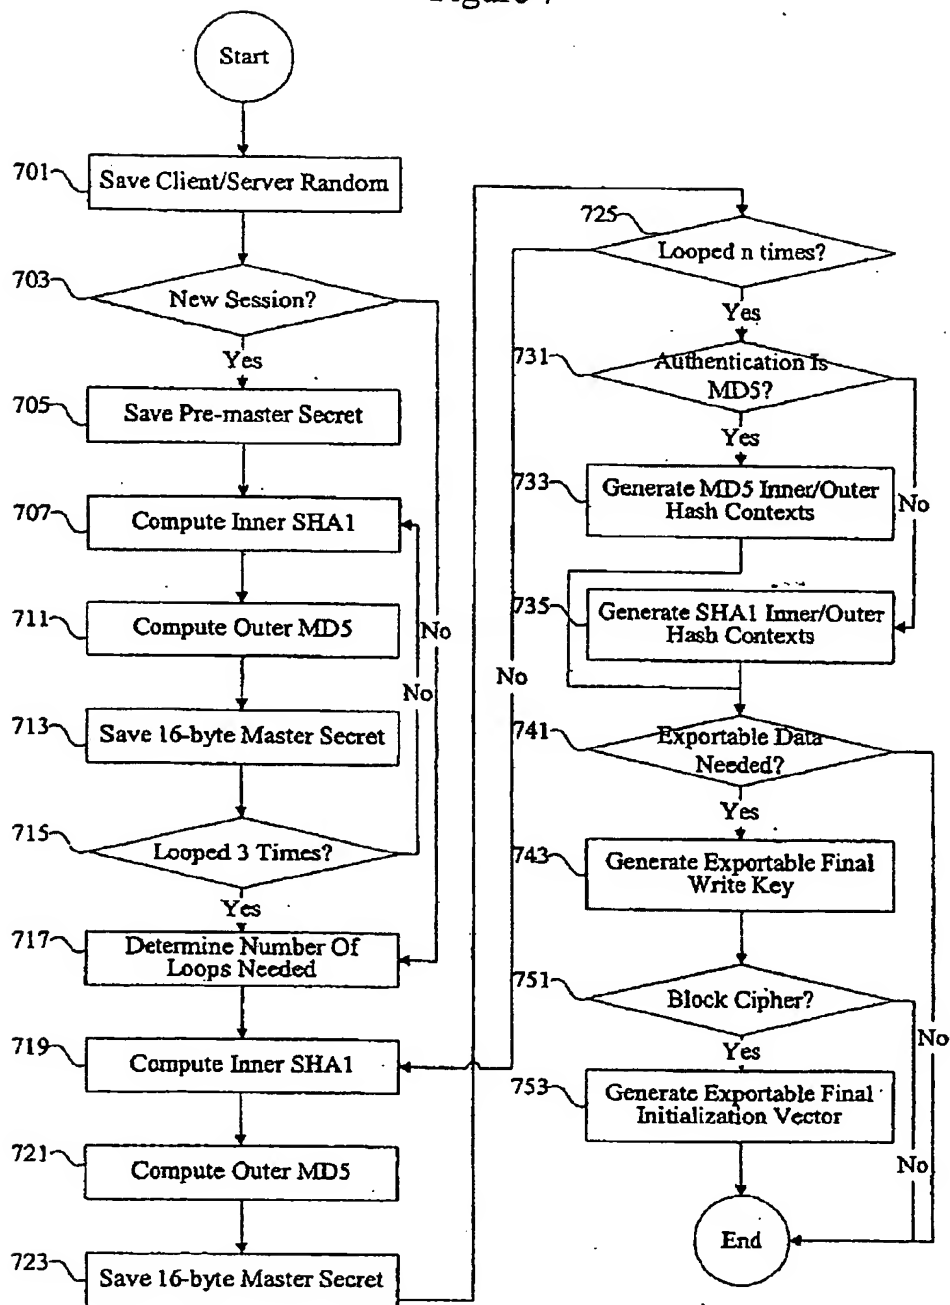 Start
701
Save Client/Server Random
703
New Session?
Yes
705
Save Pre-master Secret
707
Compute Inner SHA1
711
Compute Outer MD5
No
No
713
Save 16-byte Master Secret
715
Looped 3 Times?
Yes
717
Determine Number Of
Loops Needed
719
Compute Inner SHA1
721
Compute Outer MD5
723
Save 16-byte Master Secret
725
Looped n times?
Yes
No
731
Authentication Is
MD5?
Yes
No
733
Generate MD5 Inner/Outer
Hash Contexts
735
Generate SHA1 Inner/Outer
Hash Contexts
741
Exportable Data
Needed?
Yes
743
Generate Exportable Final
Write Key
751
Block Cipher?
Yes
No
753
Generate Exportable Final
Initialization Vector
No
End